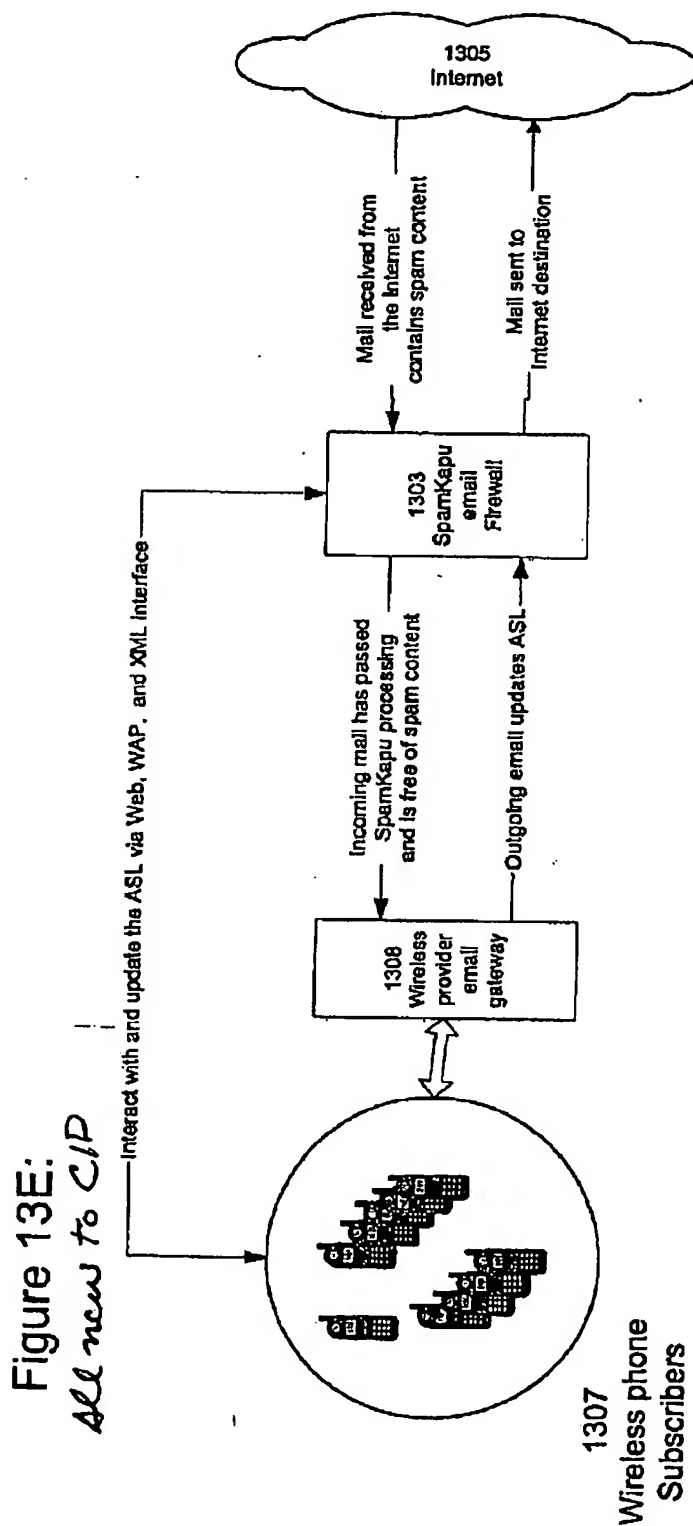 Figure 13E:
All new to CIP
Interact with and update the ASL via Web, WAP, and XML interface
1307
Wireless phone
Subscribers
1308
Wireless
provider
email
gateway
Incoming mail has passed
SpamKapu processing
and is free of spam content
Outgoing email updates ASL
1303
SpamKapu
email
Firewall
Mail received from
the Internet
contains spam content
Mail sent to
Internet destination
1305
Internet